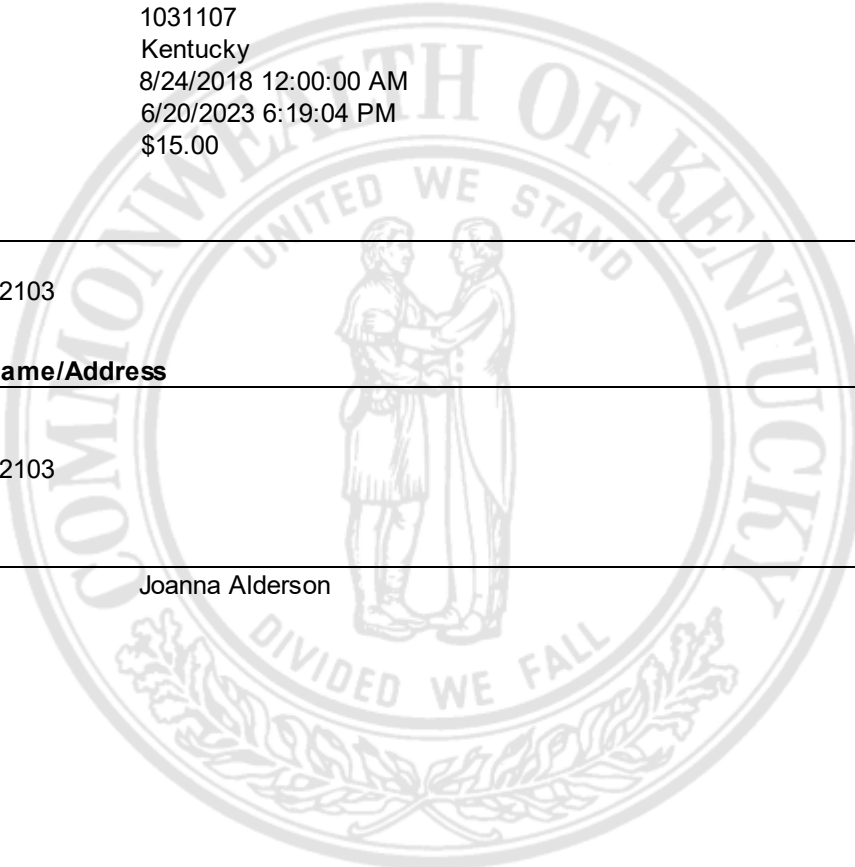 1031107
Kentucky
8/24/2018 12:00:00 AM
6/20/2023 6:19:04 PM
$15.00
2103
ame/Address
2103
Joanna Alderson
COMMONWEALTH OF KENTUCKY
UNITED WE STAND
DIVIDED WE FALL